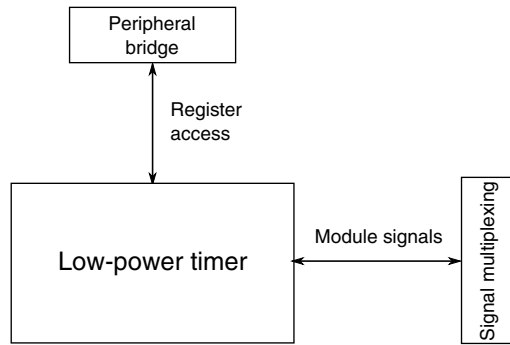 Peripheral
bridge
Register
access
Low-power timer
Module signals
Signal multiplexing